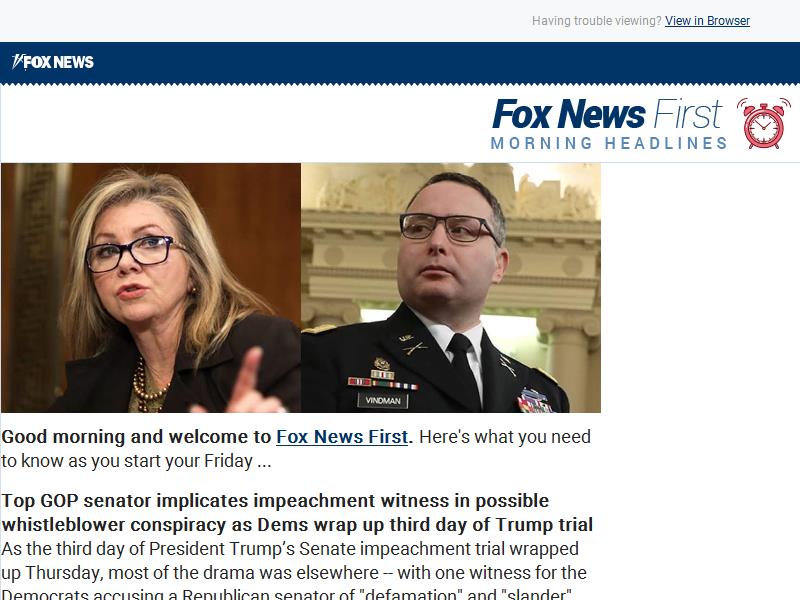 Having trouble viewing? View in Browser
FOX NEWS
Fox News First
MORNING HEADLINES
VINDMAN
Good morning and welcome to Fox News First. Here's what you need
to know as you start your Friday ...
Top GOP senator implicates impeachment witness in possible
whistleblower conspiracy as Dems wrap up third day of Trump trial
As the third day of President Trump’s Senate impeachment trial wrapped
up Thursday, most of the drama was elsewhere -- with one witness for the
Democrats accusing a Republican senator of "defamation" and "slander"